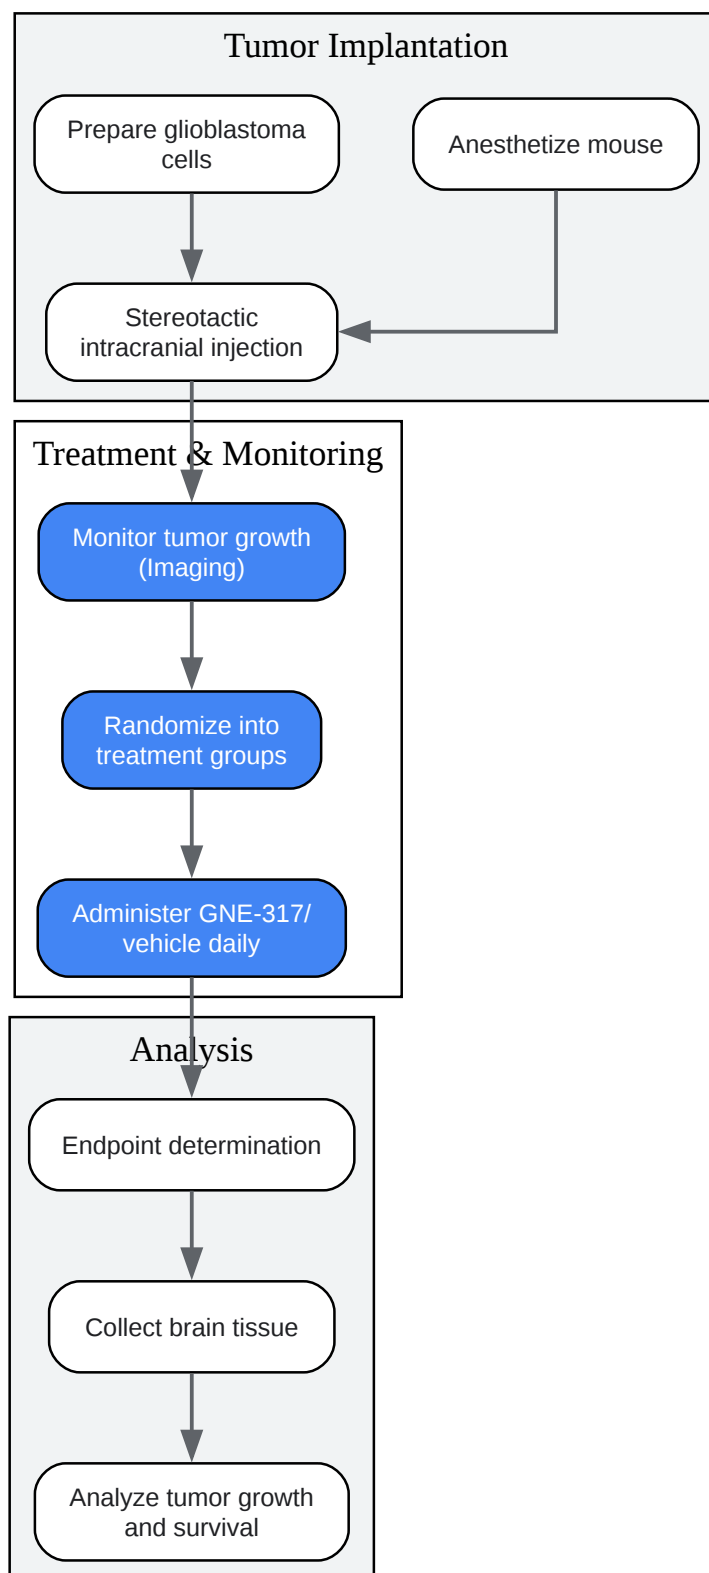 Tumor Implantation
Prepare glioblastoma
cells
Anesthetize mouse
Stereotactic
intracranial injection
Treatment & Monitoring
Monitor tumor growth
(Imaging)
Randomize into
treatment groups
Administer GNE-317/
vehicle daily
Analysis
Endpoint determination
Collect brain tissue
Analyze tumor growth
and survival